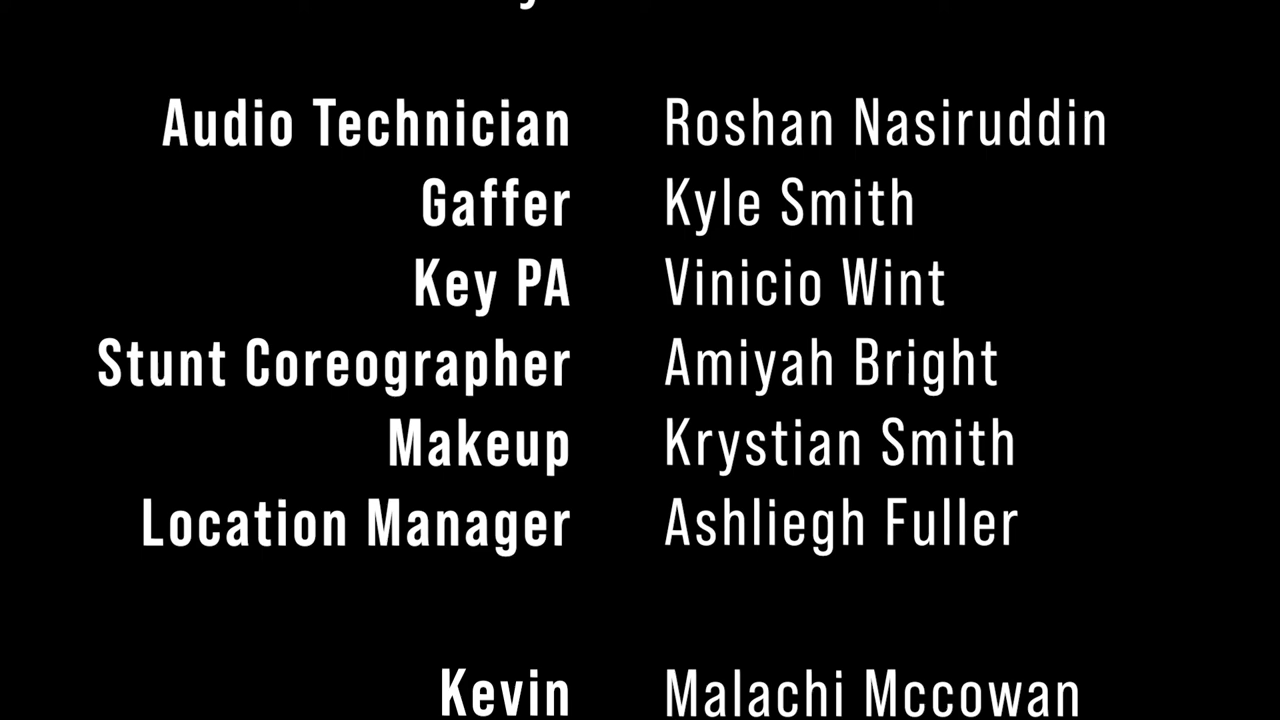 Audio Technician Roshan Nasiruddin
Gaffer Kyle Smith
Key PA Vinicio Wint
Stunt Coreographer Amiyah Bright
Makeup Krystian Smith
Location Manager Ashliegh Fuller
Kevin Malachi Mccowan